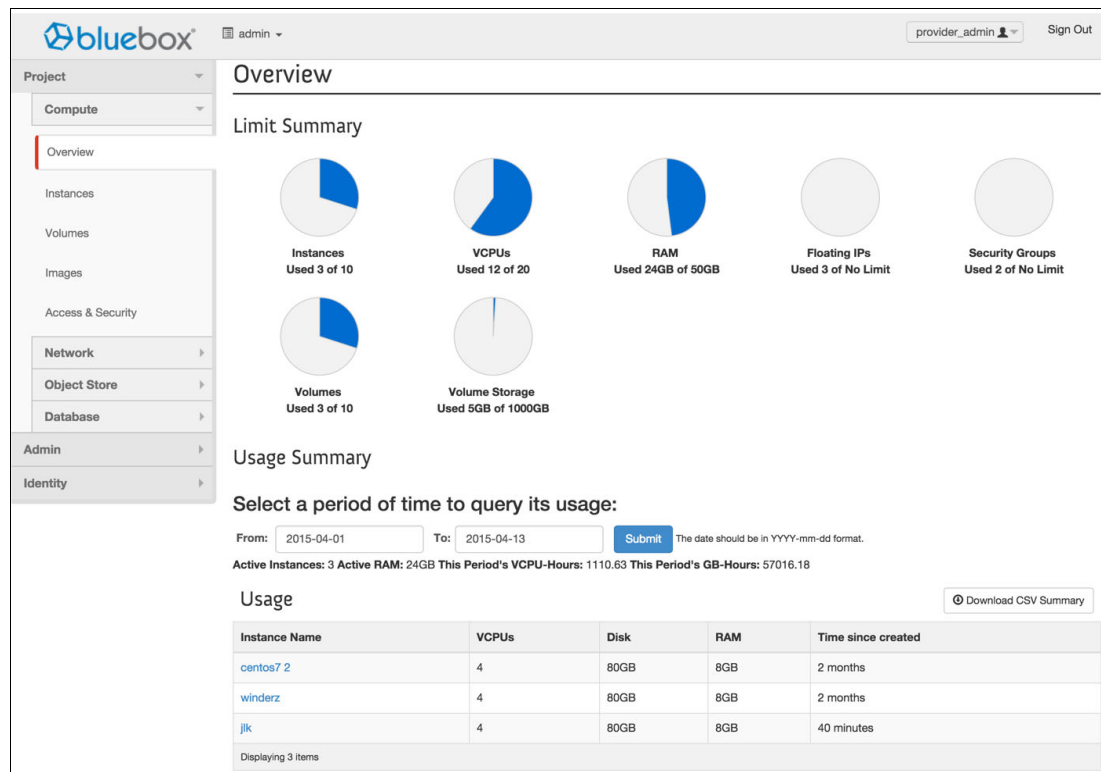 bluebox
admin
provider_admin
Sign Out
Project
Compute
Overview
Instances
Volumes
Images
Access & Security
Network
Object Store
Database
Admin
Identity
Overview
Limit Summary
Instances
Used 3 of 10
VCPUs
Used 12 of 20
RAM
Used 24GB of 50GB
Floating IPs
Used 3 of No Limit
Security Groups
Used 2 of No Limit
Volumes
Used 3 of 10
Volume Storage
Used 5GB of 1000GB
Usage Summary
Select a period of time to query its usage:
From: 2015-04-01 To: 2015-04-13 Submit The date should be in YYYY-mm-dd format.
Active Instances: 3 Active RAM: 24GB This Period's VCPU-Hours: 1110.63 This Period's GB-Hours: 57016.18
Usage
Download CSV Summary
Instance Name VCPUs Disk RAM Time since created
centos7 2 4 80GB 8GB 2 months
winderz 4 80GB 8GB 2 months
jlk 4 80GB 8GB 40 minutes
Displaying 3 items